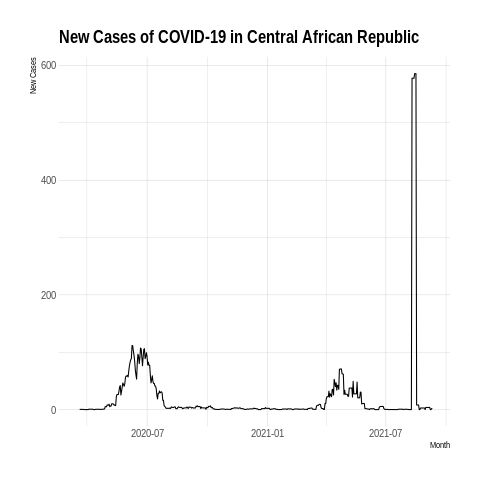 New Cases of COVID-19 in Central African Republic
New Cases
600
400
200
0
2020-07
2021-01
2021-07
Month